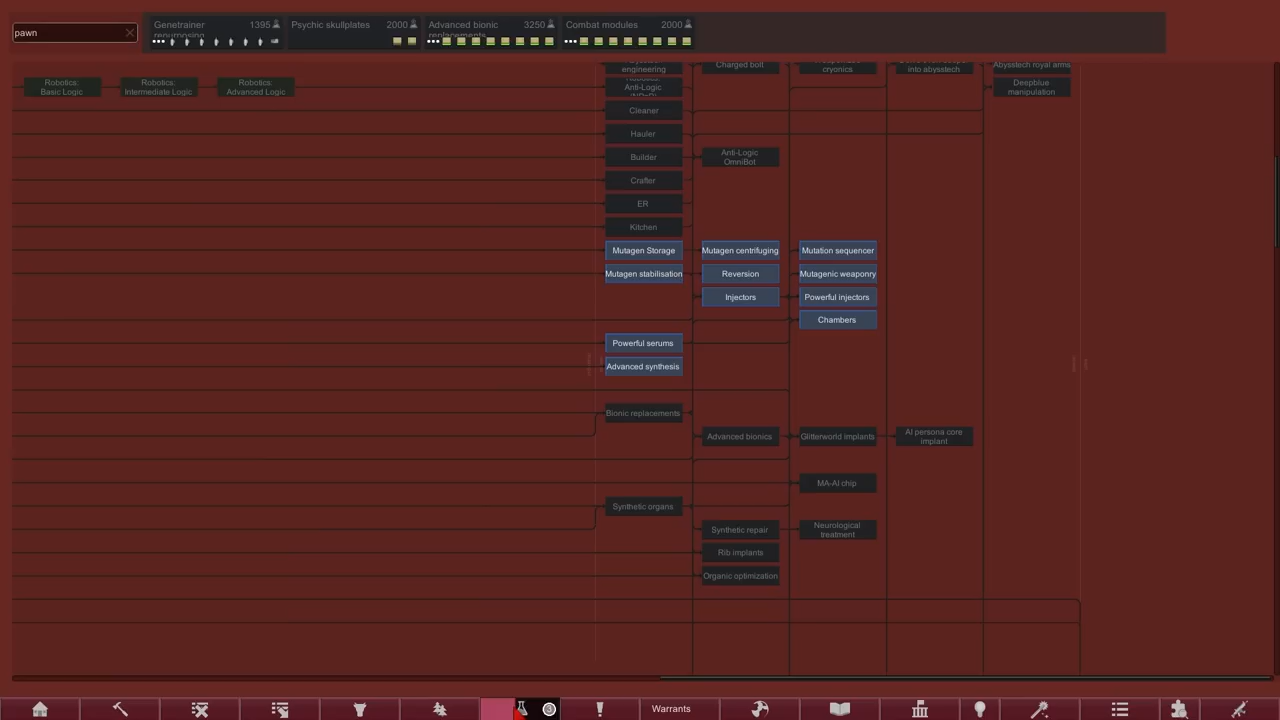 pawn
Genetrainer
repurposing
1395
Psychic skullplates
2000
Advanced bionic
replacements
3250
Combat modules
2000
Robotics:
Basic Logic
Robotics:
Intermediate Logic
Robotics:
Advanced Logic
engineering
Charged bolt
cryonics
into abysstech
Abysstech royal arms
Robotics:
Anti-Logic
Deepblue
manipulation
Cleaner
Hauler
Builder
Anti-Logic
OmniBot
Crafter
ER
Kitchen
Mutagen Storage
Mutagen centrifuging
Mutation sequencer
Mutagen stabilisation
Reversion
Mutagenic weaponry
Injectors
Powerful injectors
Chambers
Powerful serums
Advanced synthesis
Bionic replacements
Advanced bionics
Glitterworld implants
AI persona core
implant
MA-AI chip
Synthetic organs
Synthetic repair
Neurological
treatment
Rib implants
Organic optimization
Warrants